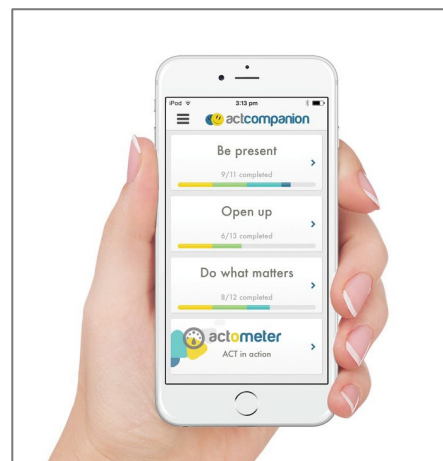 iPod 3:13 pm
actcompanion
Be present
9/11 completed
Open up
6/13 completed
Do what matters
8/12 completed
actometer
ACT in action